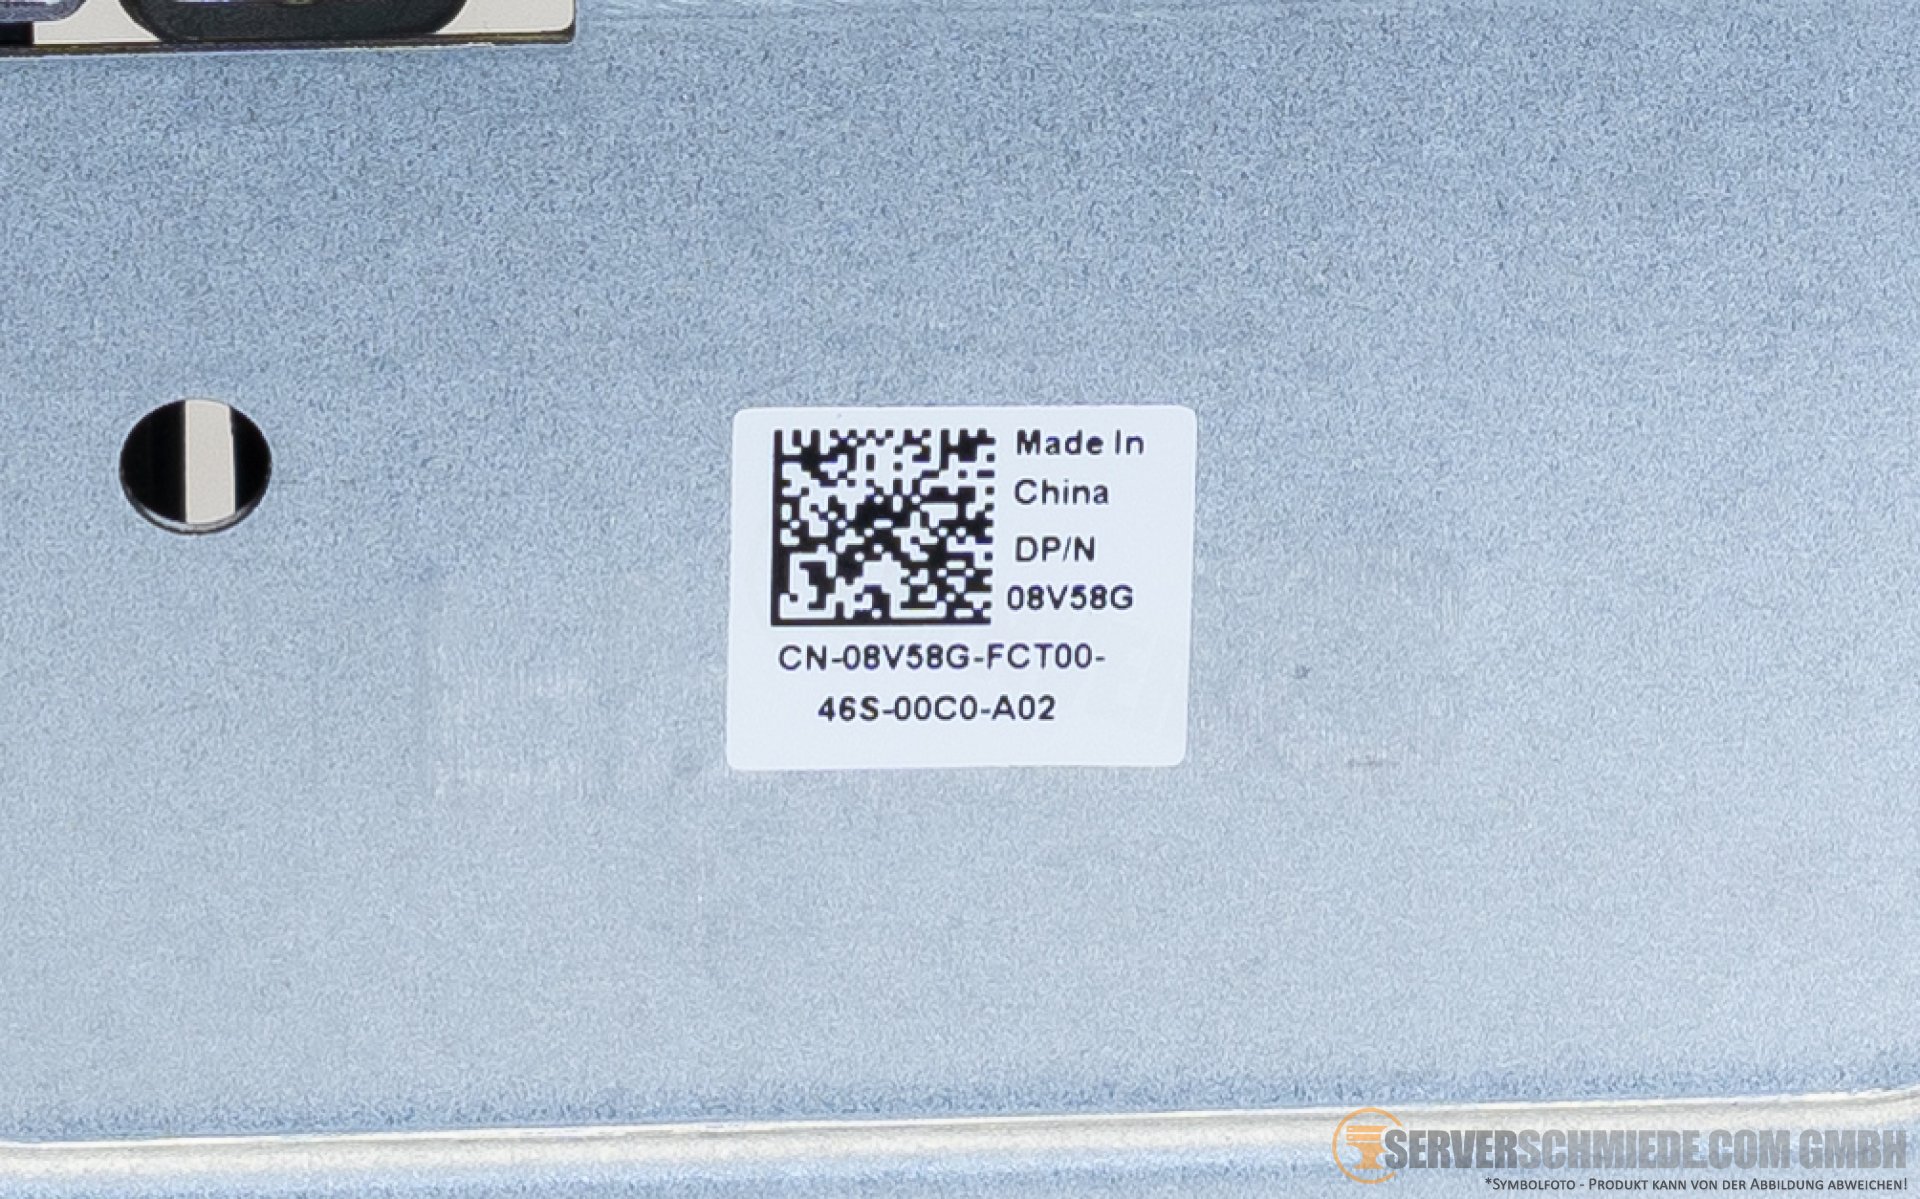 Made In
China
DP/N
08V58G
CN-08V58G-FCT00-
46S-00C0-A02
SERVERSCHMIEDE.COM GMBH
*Symbolfoto - Produkt kann von der Abbildung abweichen!